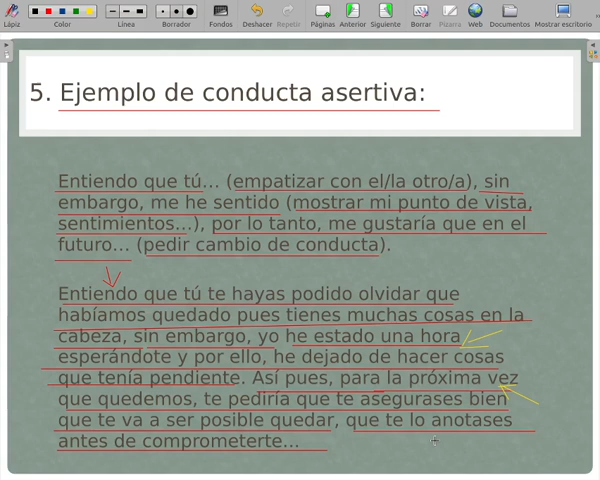 Lápiz
Color
Línea
Borrador
Fondos
Deshacer
Repetir
Páginas
Anterior
Siguiente
Borrar
Pizarra
Web
Documentos
Mostrar escritorio
5. Ejemplo de conducta asertiva:
Entiendo que tú... (empatizar con el/la otro/a), sin
embargo, me he sentido (mostrar mi punto de vista,
sentimientos...), por lo tanto, me gustaría que en el
futuro... (pedir cambio de conducta).
Entiendo que tú te hayas podido olvidar que
habíamos quedado pues tienes muchas cosas en la
cabeza, sin embargo, yo he estado una hora
esperándote y por ello, he dejado de hacer cosas
que tenía pendiente. Así pues, para la próxima vez
que quedemos, te pediría que te asegurases bien
que te va a ser posible quedar, que te lo anotases
antes de comprometerte...